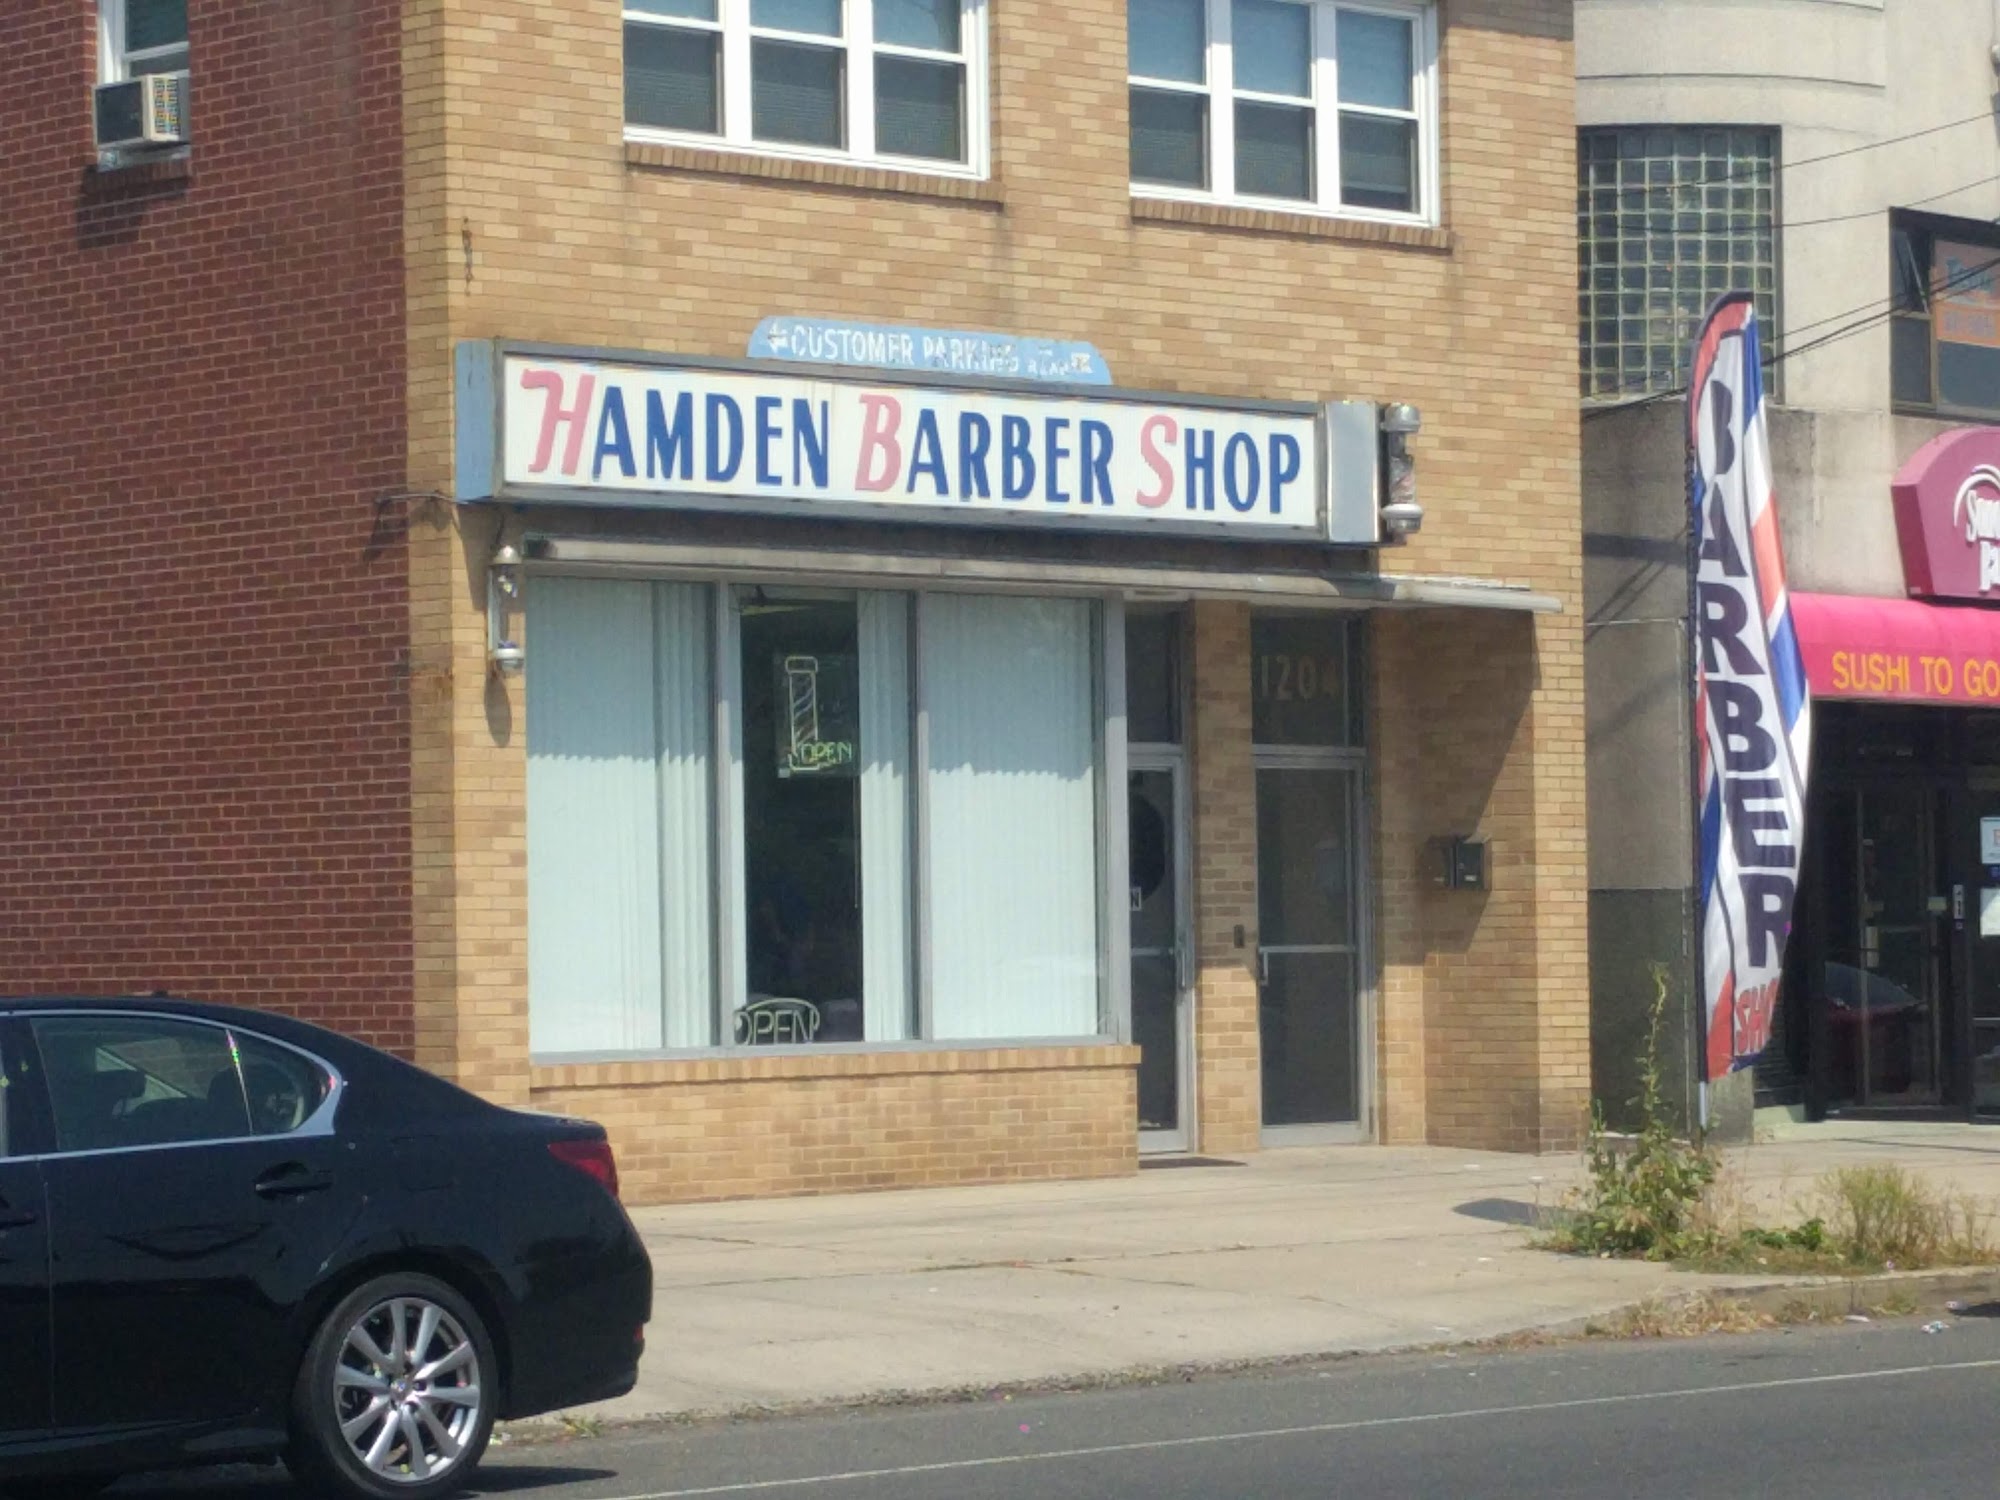 CUSTOMER PARKING
HAMDEN BARBER SHOP
1204
OPEN
OPEN
BARBER
SUSHI TO GO